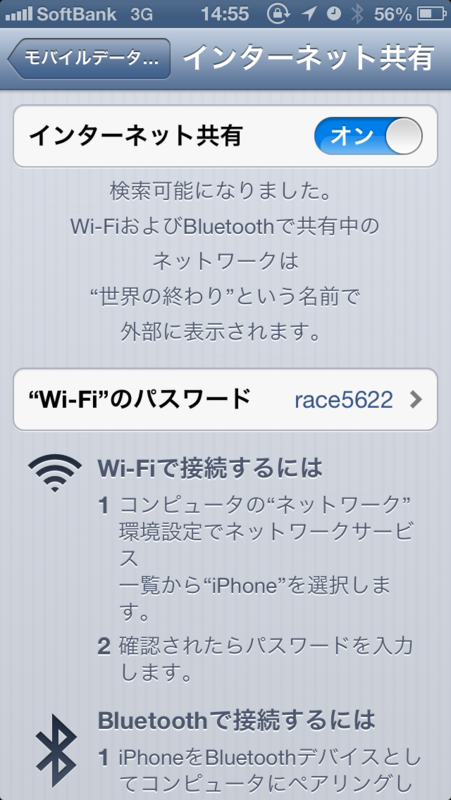 SoftBank 3G 14:55 56%
モバイルデータ... インターネット共有
インターネット共有 オン
検索可能になりました。
Wi-FiおよびBluetoothで共有中の
ネットワークは
“世界の終わり”という名前で
外部に表示されます。
“Wi-Fi”のパスワード race5622
Wi-Fiで接続するには
1 コンピュータの“ネットワーク”
環境設定でネットワークサービ
ス
一覧から“iPhone”を選択しま
す。
2 確認されたらパスワードを入力
します。
Bluetoothで接続するには
1 iPhoneをBluetoothデバイスとし
てコンピュータにペアリングし